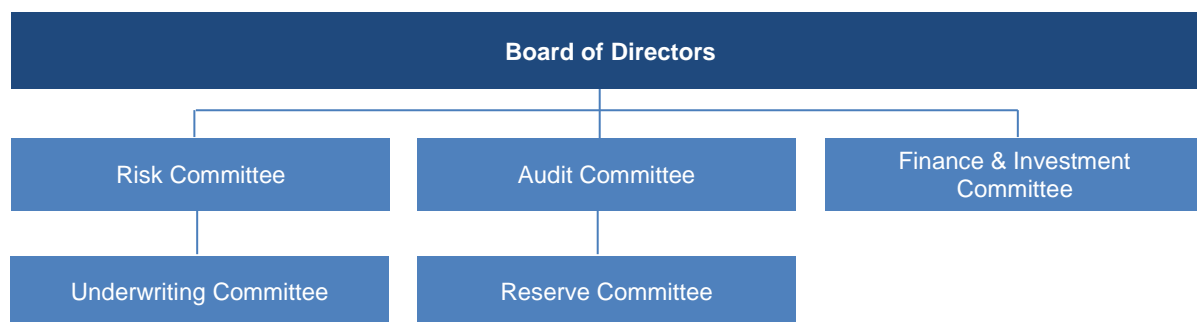 Board of Directors
Risk Committee
Audit Committee
Finance & Investment
Committee
Underwriting Committee
Reserve Committee